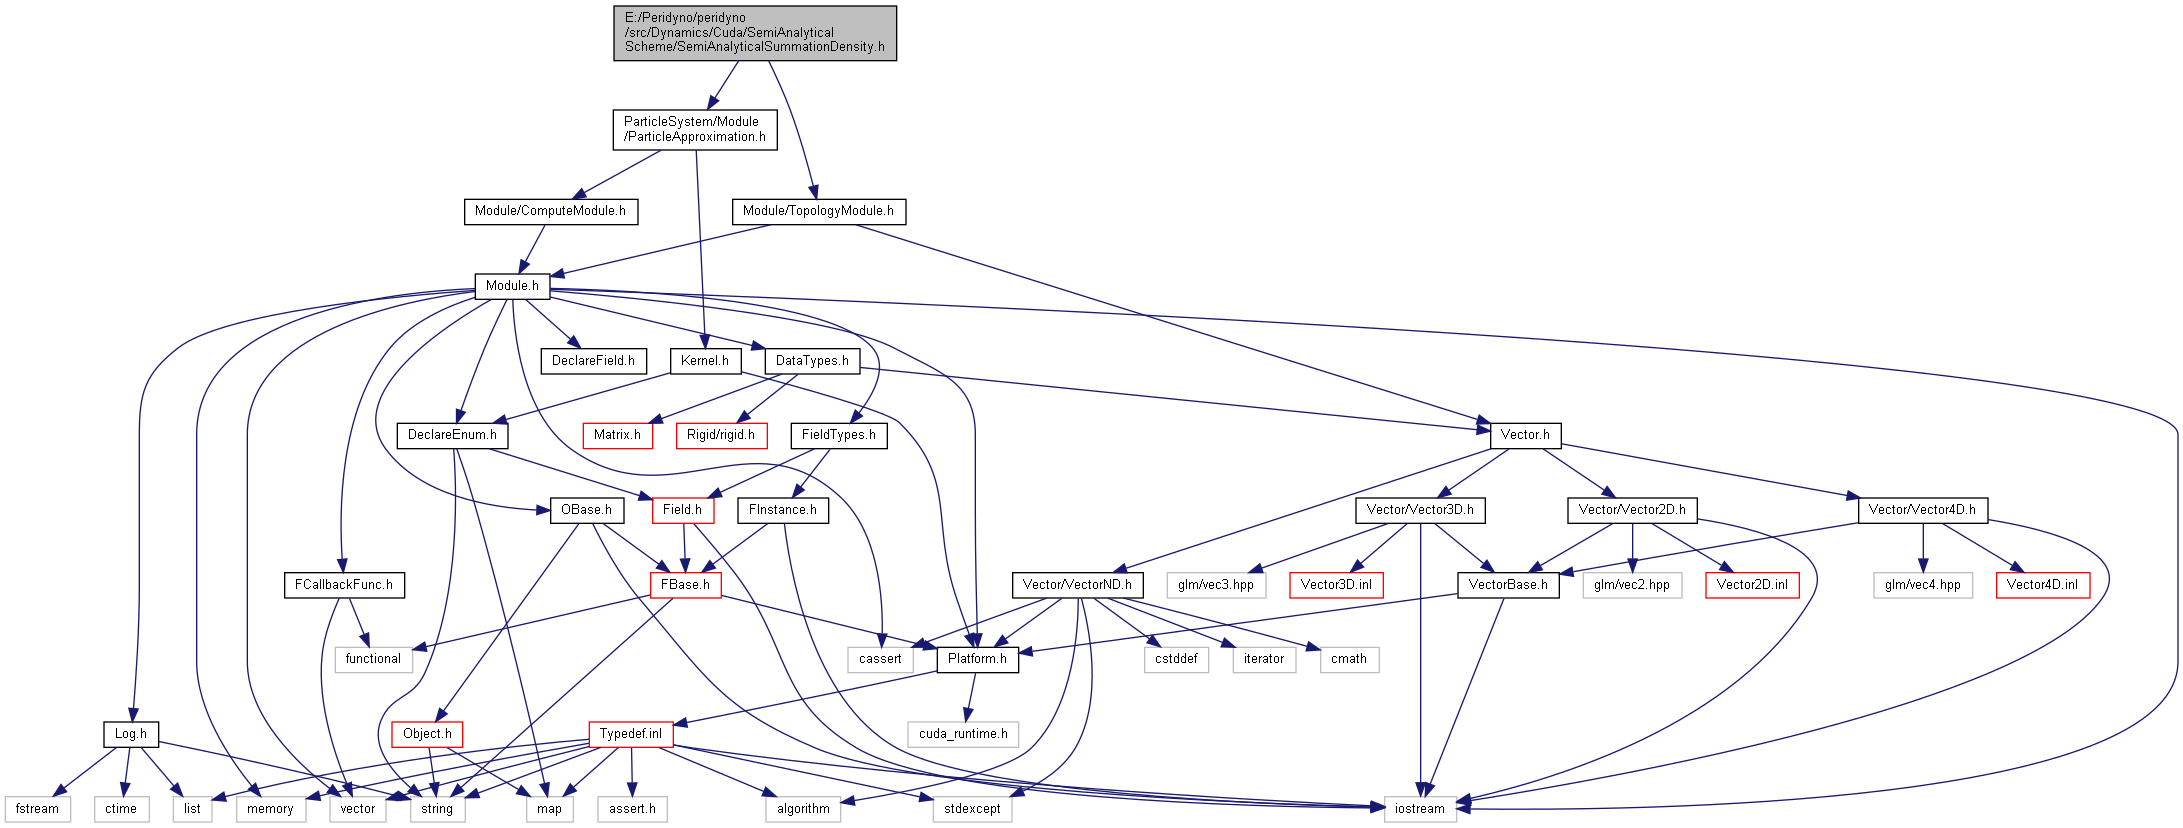 E:/Peridyno/peridyno
/src/Dynamics/Cuda/SemiAnalytical
Scheme/SemiAnalyticalSummationDensity.h
ParticleSystem/Module
/ParticleApproximation.h
Module/ComputeModule.h
Module/TopologyModule.h
Module.h
DeclareField.h
Kernel.h
DataTypes.h
DeclareEnum.h
Matrix.h
Rigid/rigid.h
FieldTypes.h
Vector.h
OBase.h
Field.h
FInstance.h
Vector/Vector3D.h
Vector/Vector2D.h
Vector/Vector4D.h
FCallbackFunc.h
FBase.h
Vector/VectorND.h
glm/vec3.hpp
Vector3D.inl
VectorBase.h
glm/vec2.hpp
Vector2D.inl
glm/vec4.hpp
Vector4D.inl
functional
cassert
Platform.h
cstddef
iterator
cmath
Log.h
Object.h
Typedef.inl
cuda_runtime.h
fstream
ctime
list
memory
vector
string
map
assert.h
algorithm
stdexcept
iostream